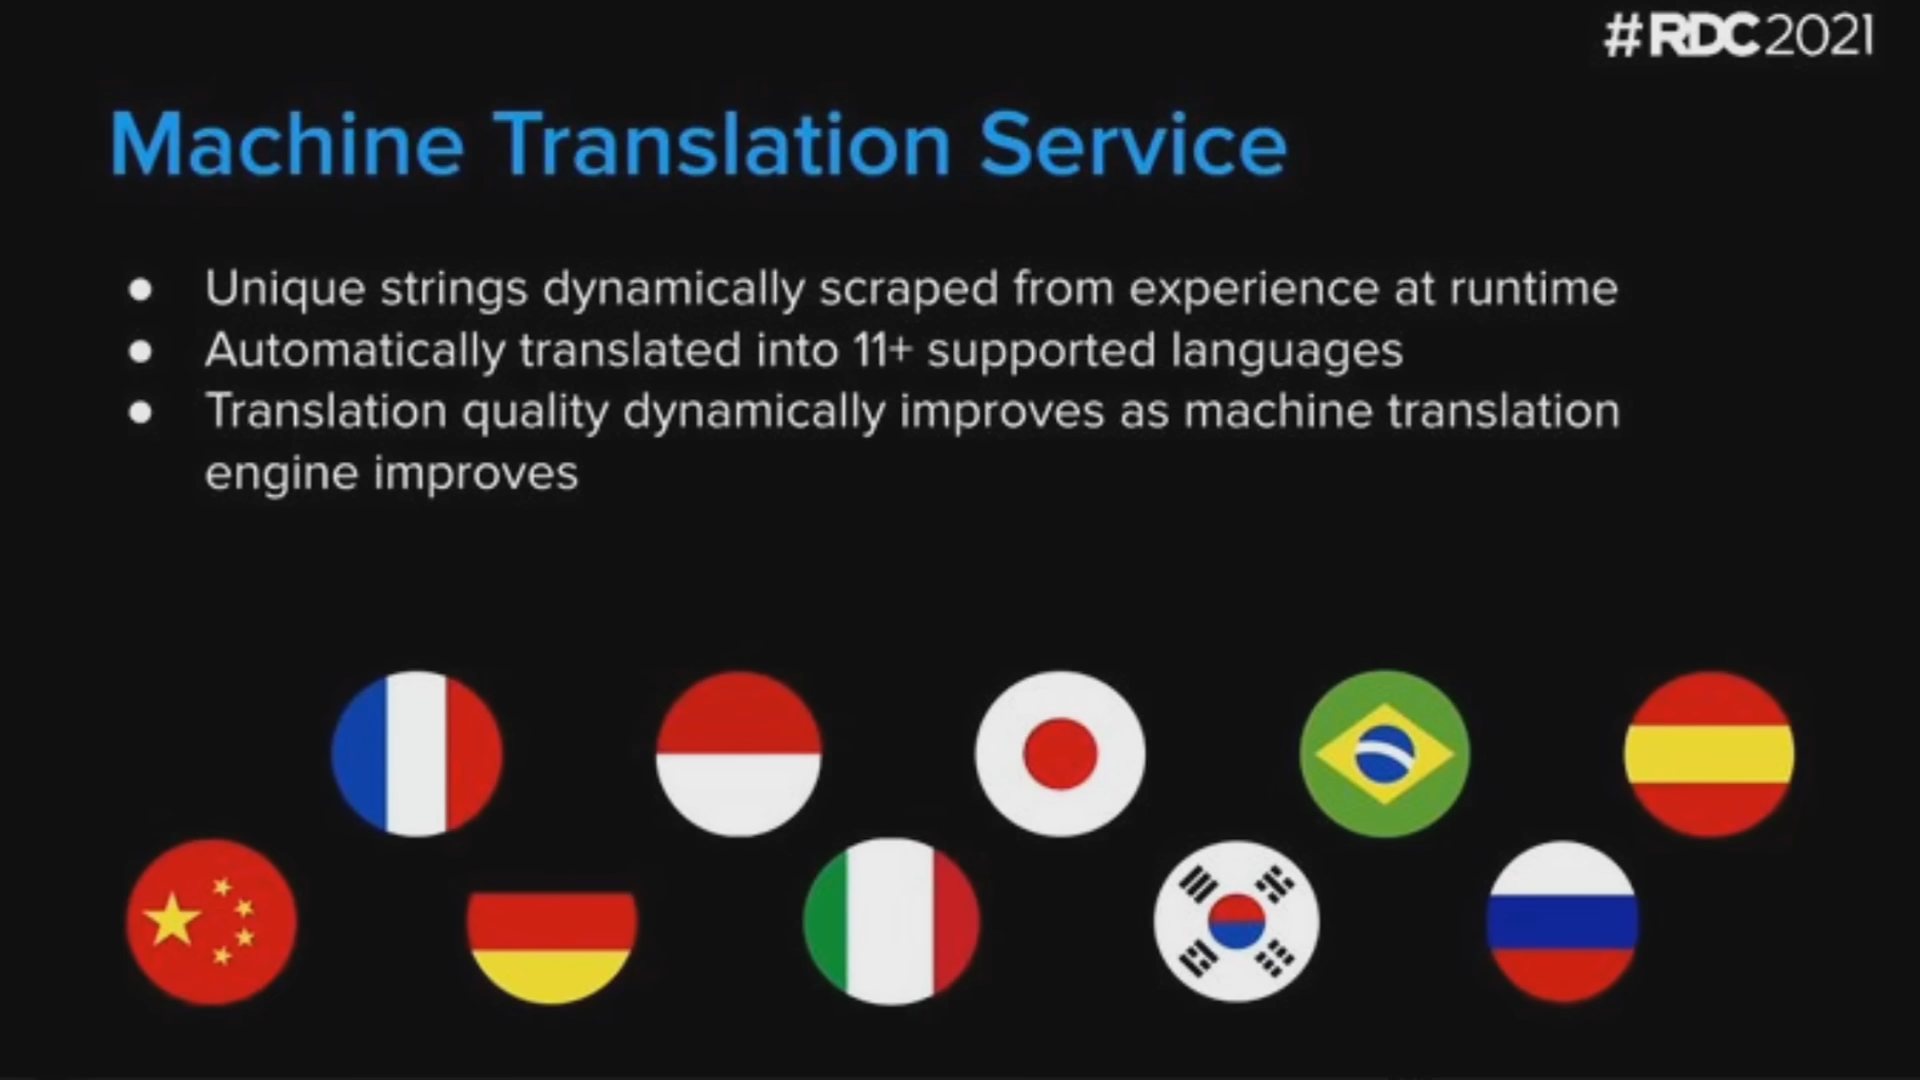 #RDC2021
Machine Translation Service
● Unique strings dynamically scraped from experience at runtime
● Automatically translated into 11+ supported languages
● Translation quality dynamically improves as machine translation
engine improves